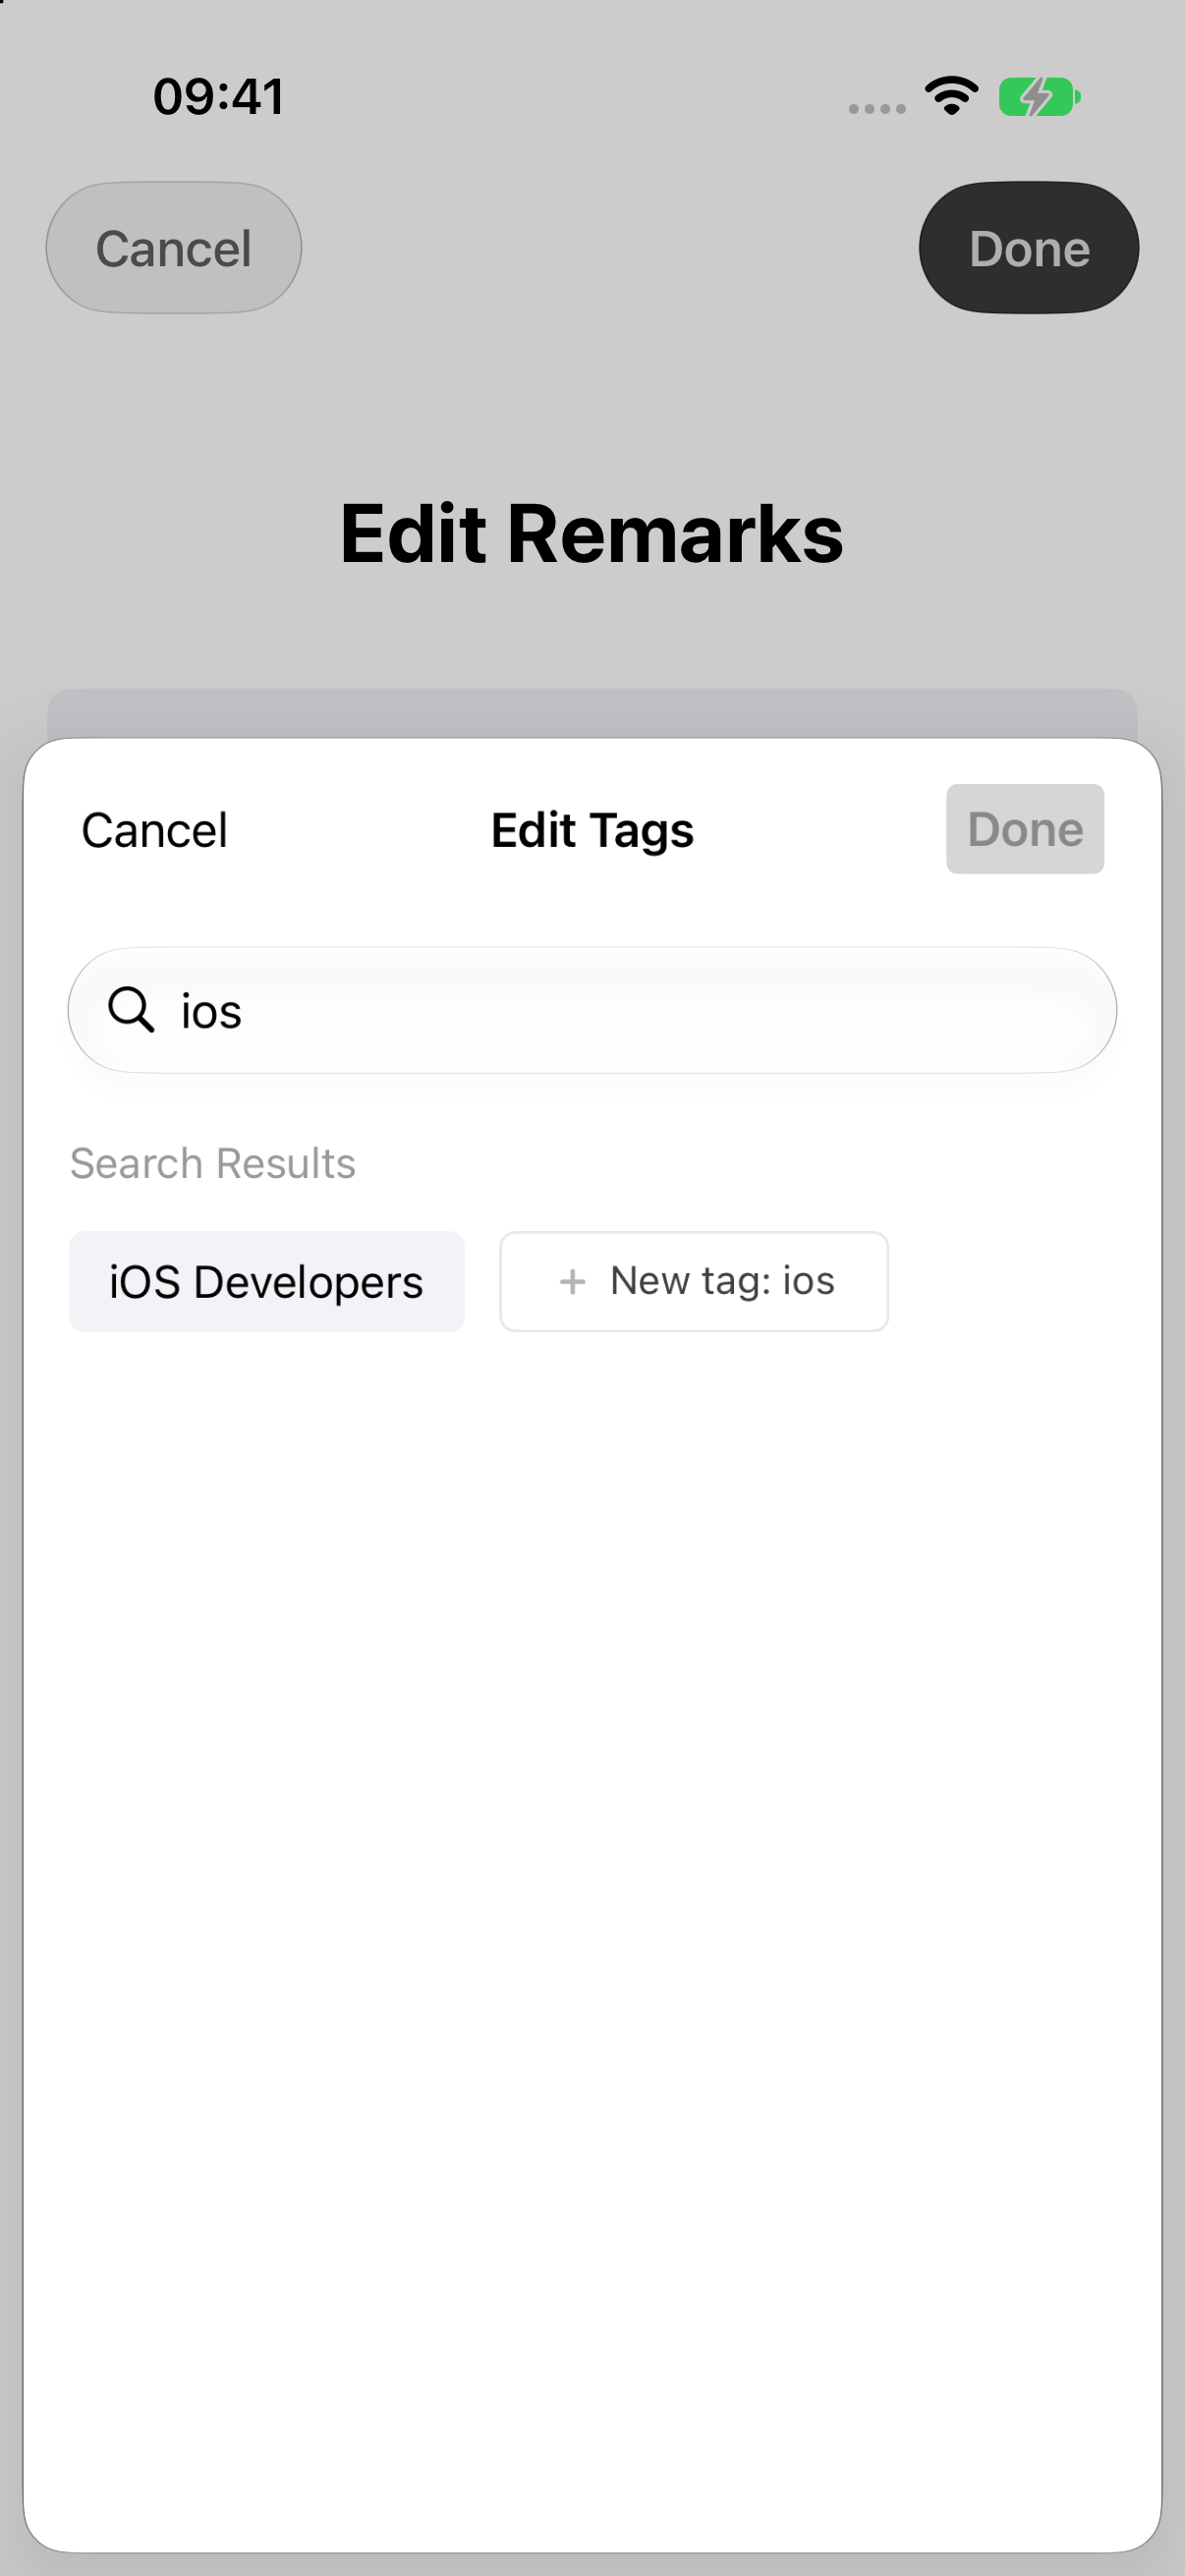 09:41
Cancel
Done
Edit Remarks
Cancel
Edit Tags
Done
ios
Search Results
iOS Developers
+ New tag: ios